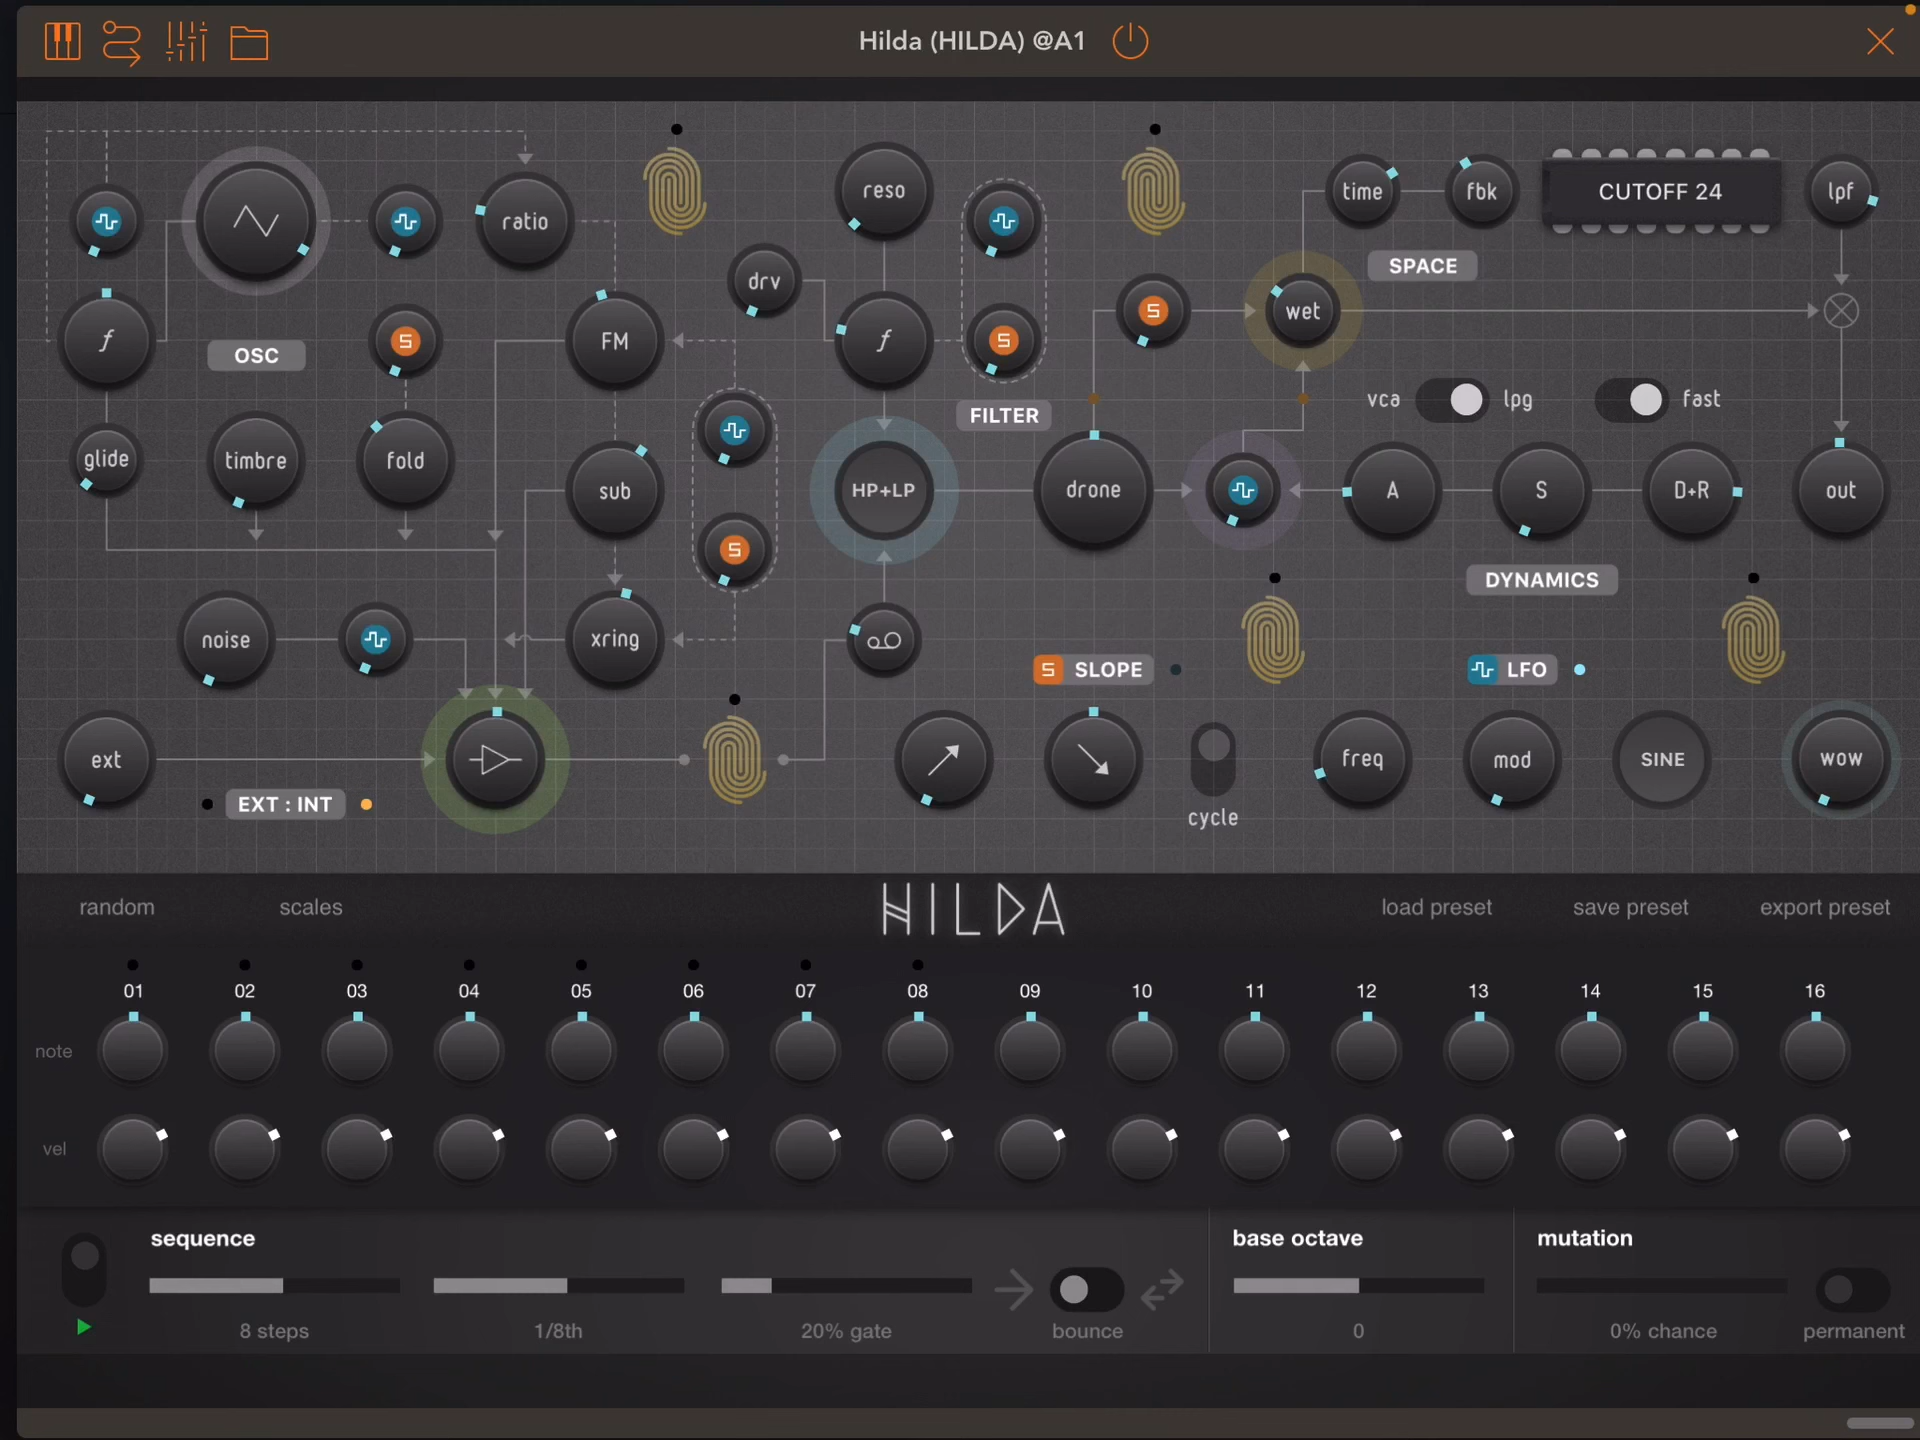 Hilda (HILDA) @A1
reso
time
fbk
CUTOFF 24
lpf
ratio
SPACE
drv
S
wet
f
OSC
S
FM
f
S
vca
lpg
fast
FILTER
glide
timbre
fold
sub
HP+LP
drone
A
S
D+R
out
S
DYNAMICS
noise
xring
S SLOPE
LFO
ext
freq
mod
SINE
wow
EXT : INT
cycle
random
scales
HILDA
load preset
save preset
export preset
01 02 03 04 05 06 07 08 09 10 11 12 13 14 15 16
note
vel
sequence
base octave
mutation
8 steps
1/8th
20% gate
bounce
0
0% chance
permanent